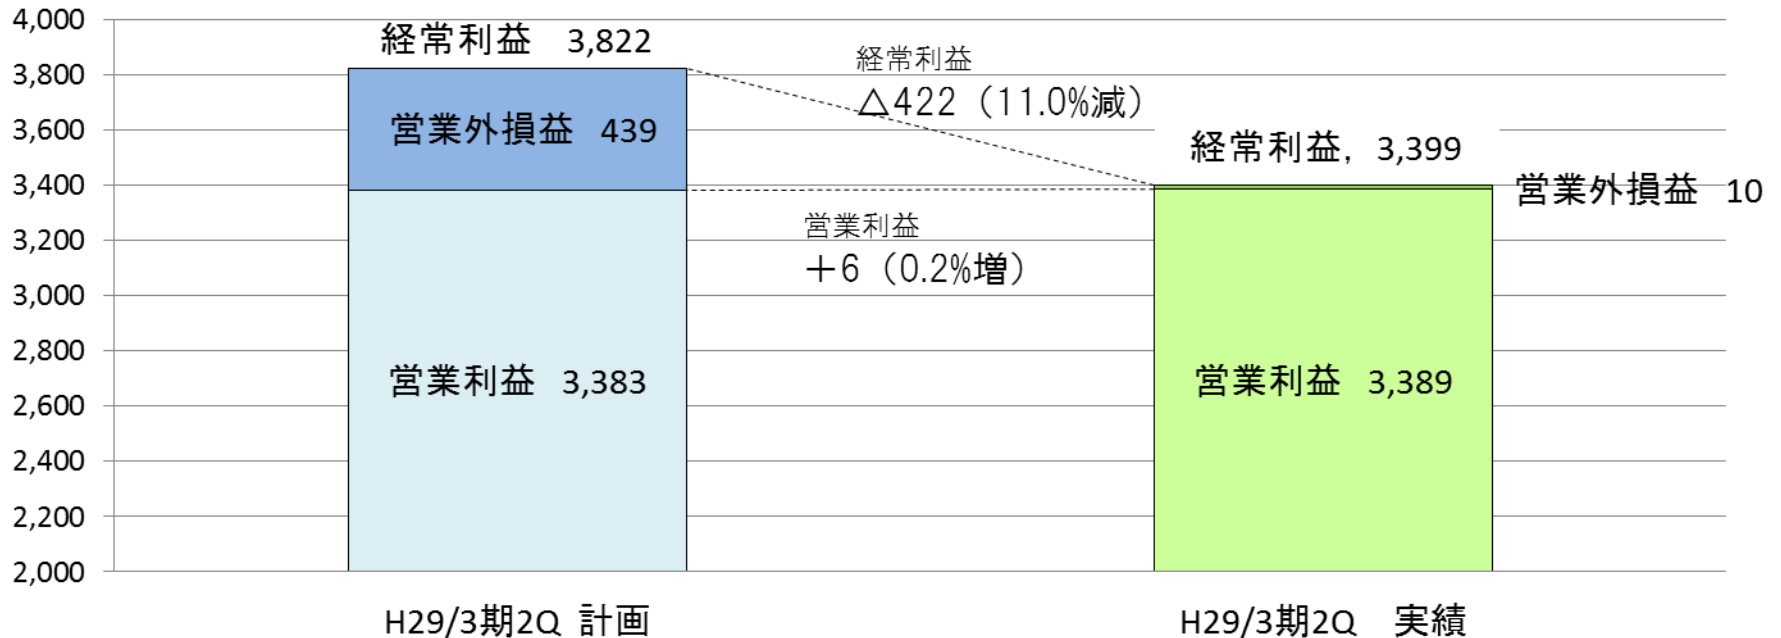 4,000
3,800
3,600
3,400
3,200
3,000
2,800
2,600
2,400
2,200
2,000
経常利益 3,822
営業外損益 439
営業利益 3,383
経常利益
△422（11.0%減）
営業利益
＋6（0.2%増）
経常利益, 3,399
営業外損益 10
営業利益 3,389
H29/3期2Q 計画
H29/3期2Q 実績